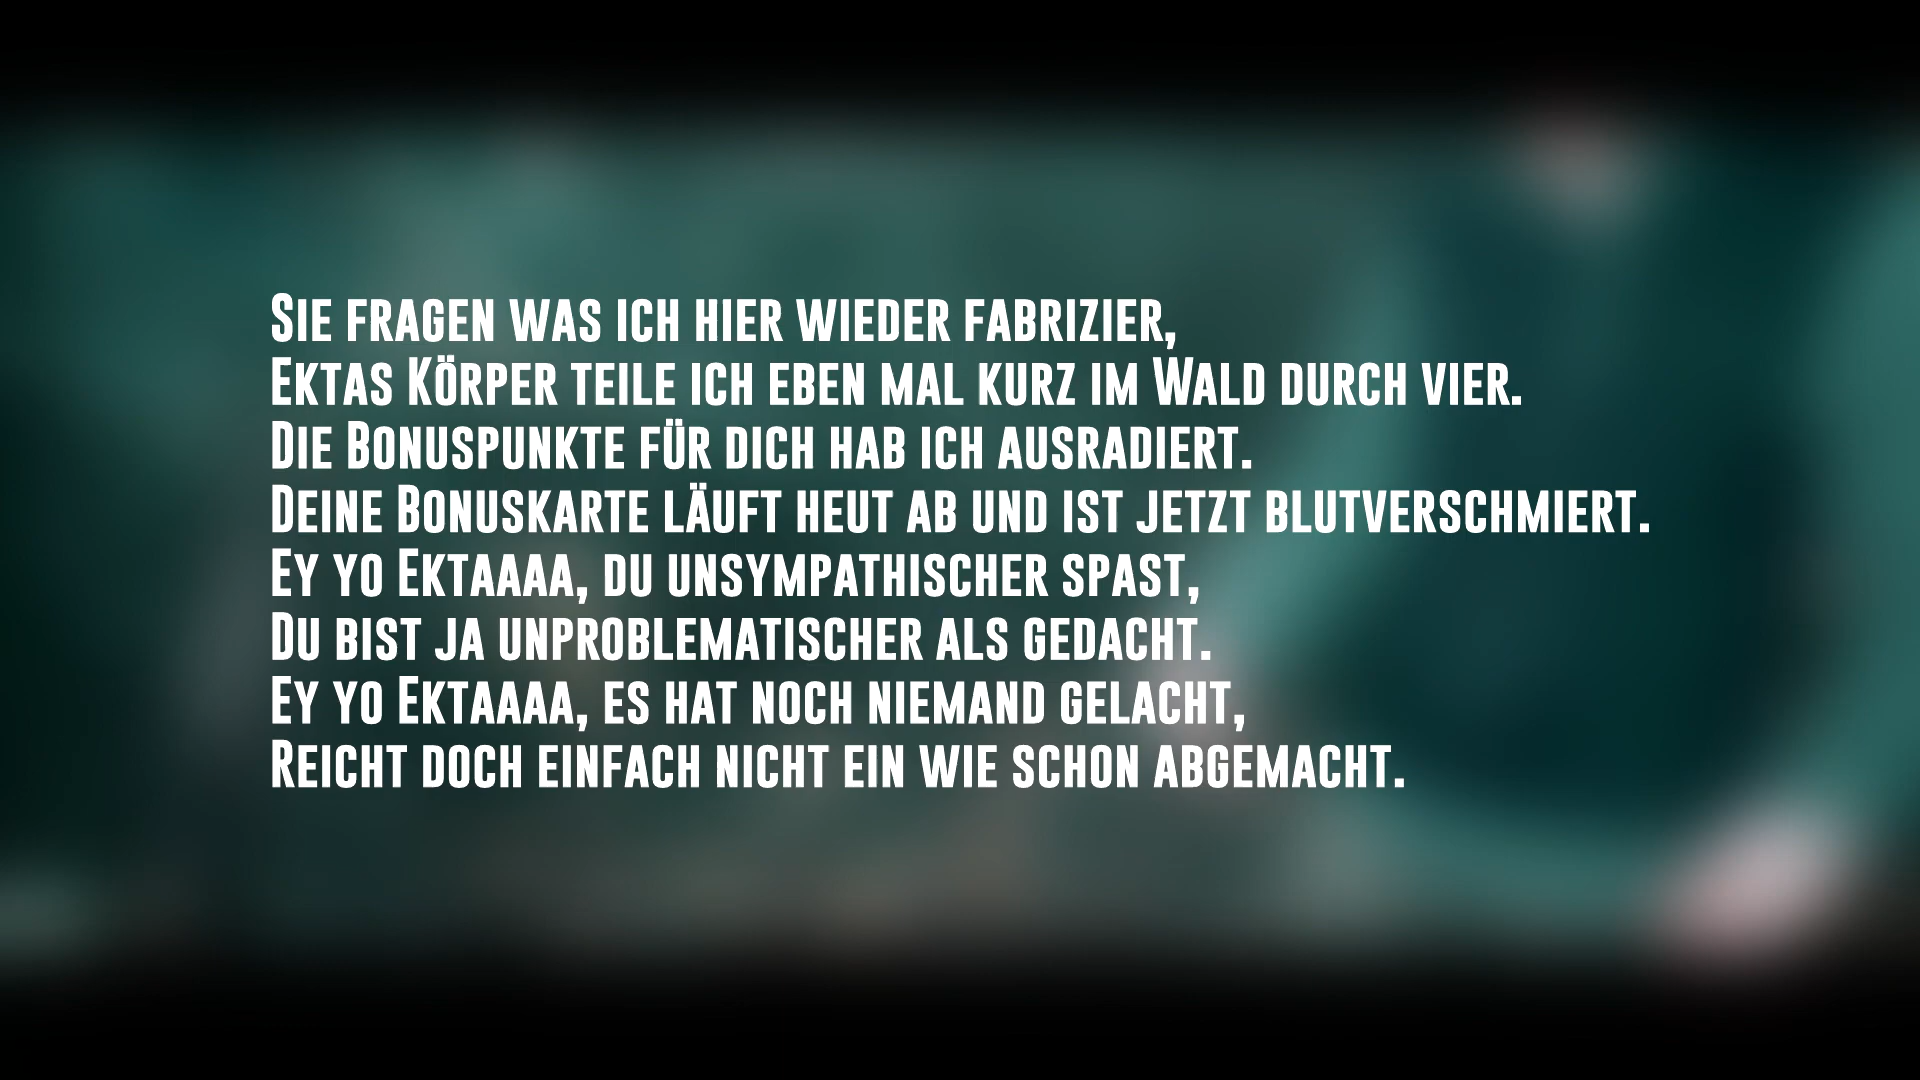 Sie fragen was ich hier wieder fabrizier,
Ektas Körper teile ich eben mal kurz im Wald durch vier.
Die Bonuspunkte für dich hab ich ausradiert.
Deine Bonuskarte läuft heut ab und ist jetzt blutverschmiert.
Ey yo Ektaaaa, du unsympathischer spast,
Du bist ja unproblematischer als gedacht.
Ey yo Ektaaaa, es hat noch niemand gelacht,
Reicht doch einfach nicht ein wie schon abgemacht.